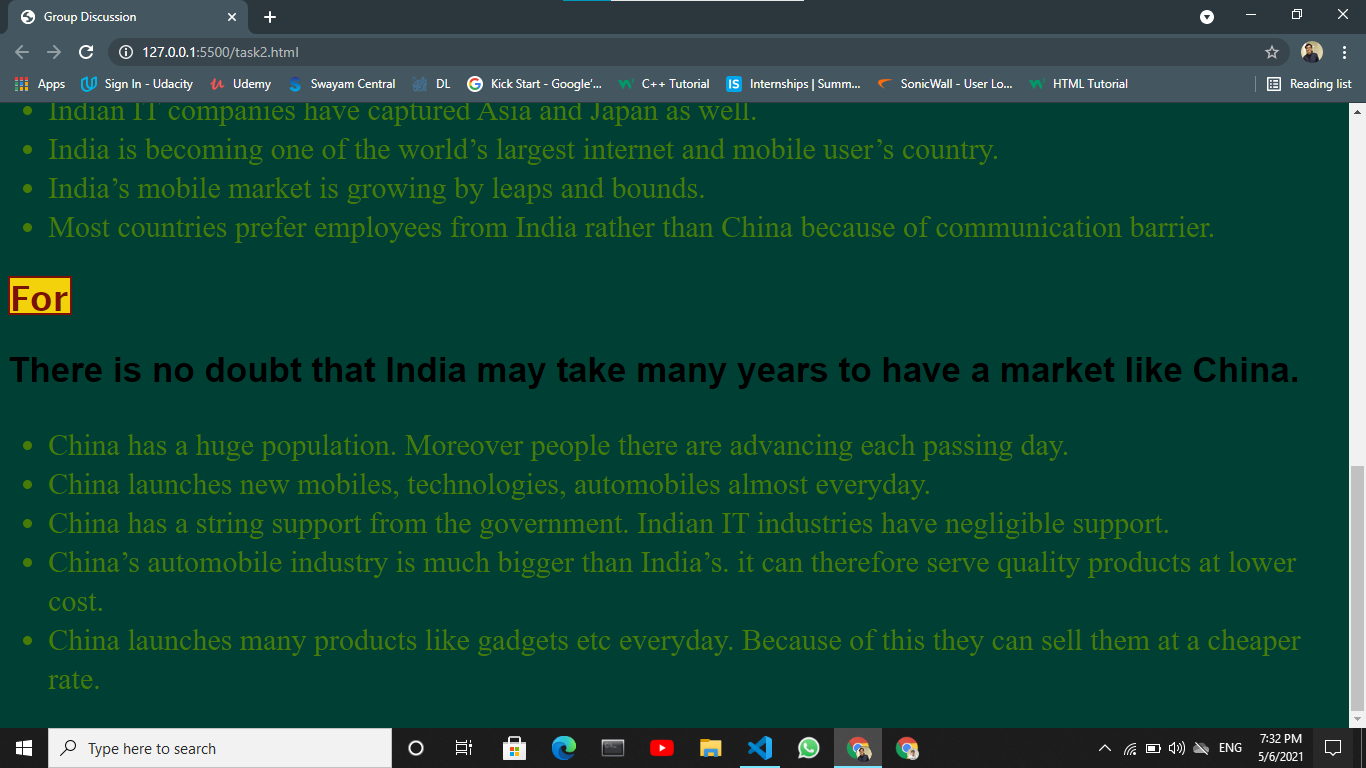 Group Discussion
127.0.0.1:5500/task2.html
Apps
Sign In - Udacity
Udemy
Swayam Central
DL
Kick Start - Google'...
C++ Tutorial
IS
Internships | Summ...
SonicWall - User Lo...
HTML Tutorial
Reading list
Indian IT companies have captured Asia and Japan as well.
India is becoming one of the world’s largest internet and mobile user’s country.
India’s mobile market is growing by leaps and bounds.
Most countries prefer employees from India rather than China because of communication barrier.
For
There is no doubt that India may take many years to have a market like China.
China has a huge population. Moreover people there are advancing each passing day.
China launches new mobiles, technologies, automobiles almost everyday.
China has a string support from the government. Indian IT industries have negligible support.
China’s automobile industry is much bigger than India’s. it can therefore serve quality products at lower
cost.
China launches many products like gadgets etc everyday. Because of this they can sell them at a cheaper
rate.
Type here to search
ENG
7:32 PM
5/6/2021